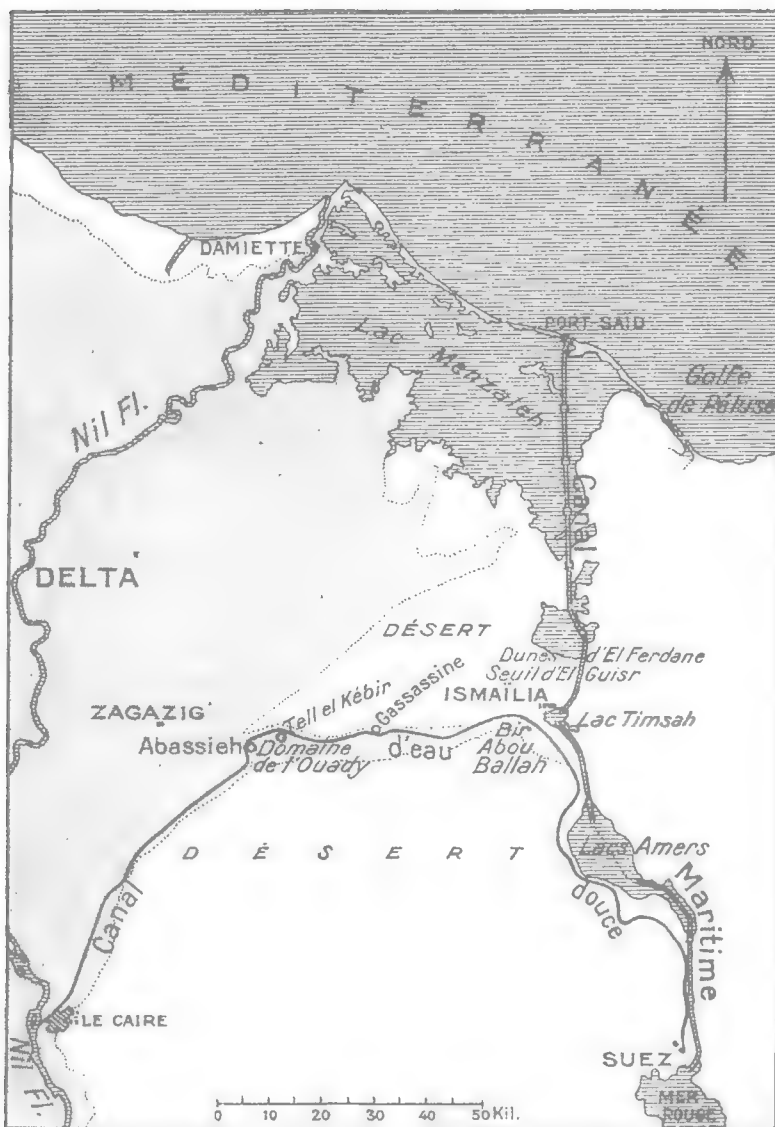 NORD
MÉDITERRANÉE
DAMIETTE
PORT-SAÏD
Lac Menzaleh
Golfe
de Péluse
Nil Fl.
Canal
DELTA
DÉSERT
Dunes d'El Ferdane
Seuil d'El Guisr
ISMAÏLIA
Lac Timsah
ZAGAZIG
Tell el Kébir
Gassassine
Abassieh
Domaine
de l'Ouady
d'eau
Bir
Abou
Ballah
DÉSERT
Lacs Amers
Canal
douce
Maritime
LE CAIRE
Nil Fl.
SUEZ
MER
ROUGE
0 10 20 30 40 50 Kil.